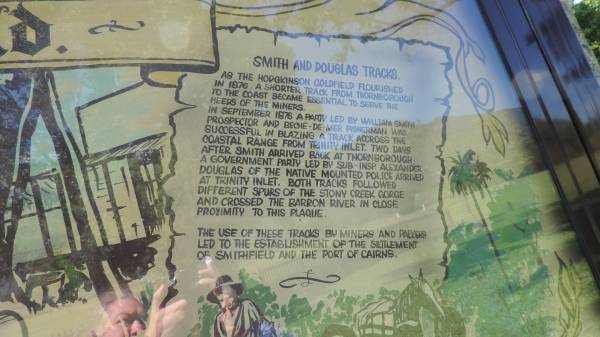 d.
SMITH AND DOUGLAS TRACKS.
AS THE HODGKINSON GOLDFIELD FLOURISHED
IN 1876, A SHORTER TRACK FROM THORNBOROUGH
TO THE COAST BECAME ESSENTIAL TO SERVE THE
NEEDS OF THE MINERS.
IN SEPTEMBER 1876 A PARTY LED BY WILLIAM SMITH
PROSPECTOR AND BECHE-DE-MER FISHERMAN WAS
SUCCESSFUL IN BLAZING A TRACK ACCROSS THE
COASTAL RANGE FROM TRINITY INLET. TWO DAYS
AFTER SMITH ARRIVED BACK AT THORNBOROUGH
A GOVERNMENT PARTY LED BY SUB-INSP ALEXANDER
DOUGLAS OF THE NATIVE MOUNTED POLICE ARRIVED
AT TRINITY INLET. BOTH TRACKS FOLLOWED
DIFFERENT SPURS OF THE STONY CREEK GORGE
AND CROSSED THE BARRON RIVER IN CLOSE
PROXIMITY TO THIS PLAQUE.
THE USE OF THESE TRACKS BY MINERS AND PACKERS
LED TO THE ESTABLISHMENT OF THE SETTLEMENT
OF SMITHFIELD AND THE PORT OF CAIRNS.